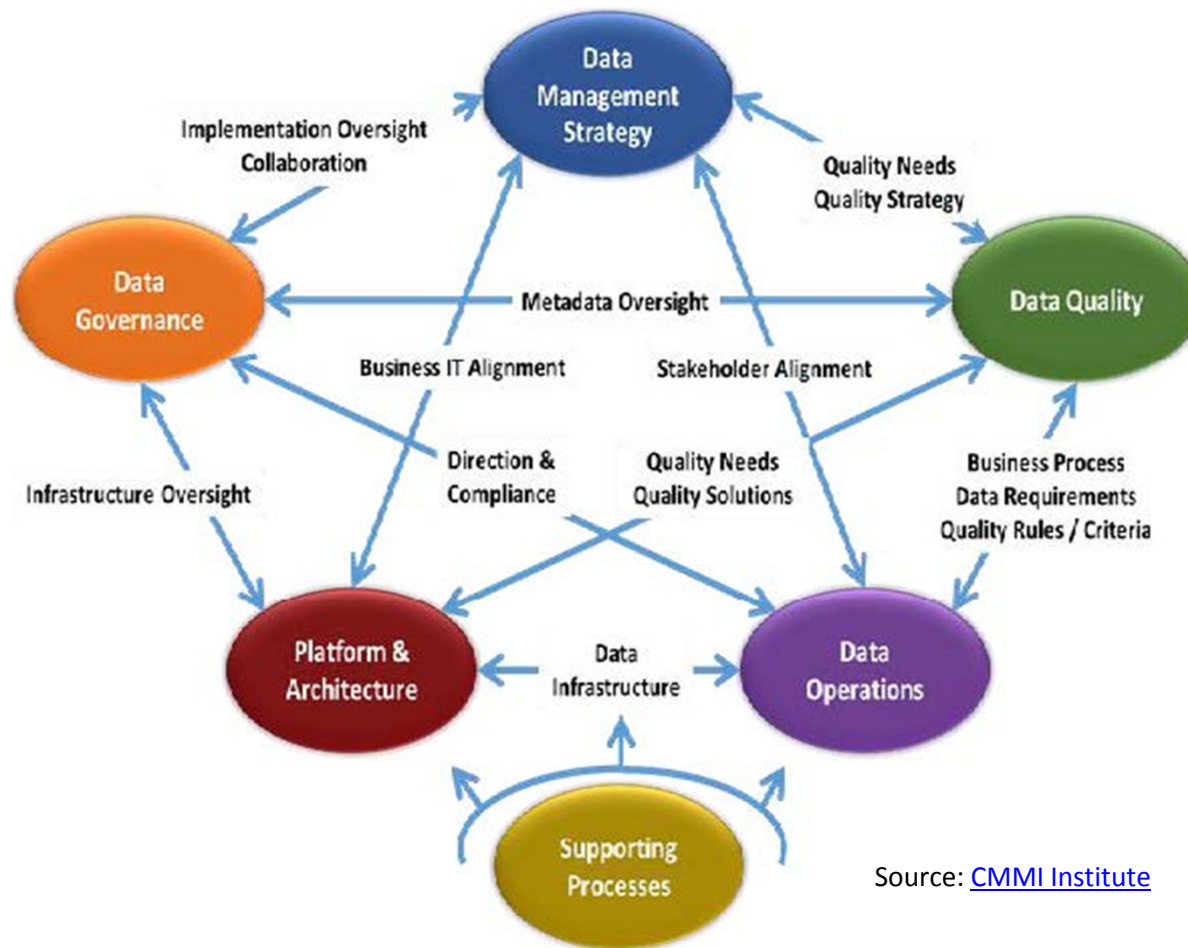 Data
Management
Strategy
Implementation Oversight
Collaboration
Quality Needs
Quality Strategy
Data
Governance
Metadata Oversight
Data Quality
Business IT Alignment
Stakeholder Alignment
Direction &
Compliance
Quality Needs
Quality Solutions
Business Process
Data Requirements
Quality Rules / Criteria
Infrastructure Oversight
Platform &
Architecture
Data
Infrastructure
Data
Operations
Supporting
Processes
Source: CMMI Institute